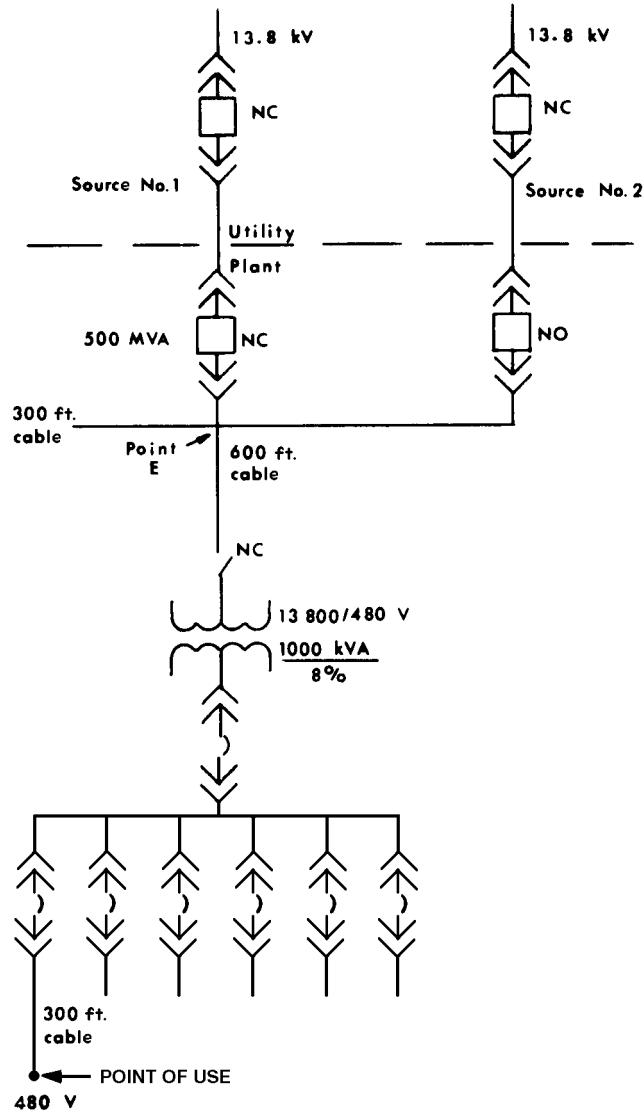 13.8 kV
13.8 kV
NC
NC
Source No.1
Source No.2
Utility
Plant
500 MVA
NC
NO
300 ft.
cable
Point
E
600 ft.
cable
NC
13 800/480 V
1000 kVA
8%
300 ft.
cable
POINT OF USE
480 V